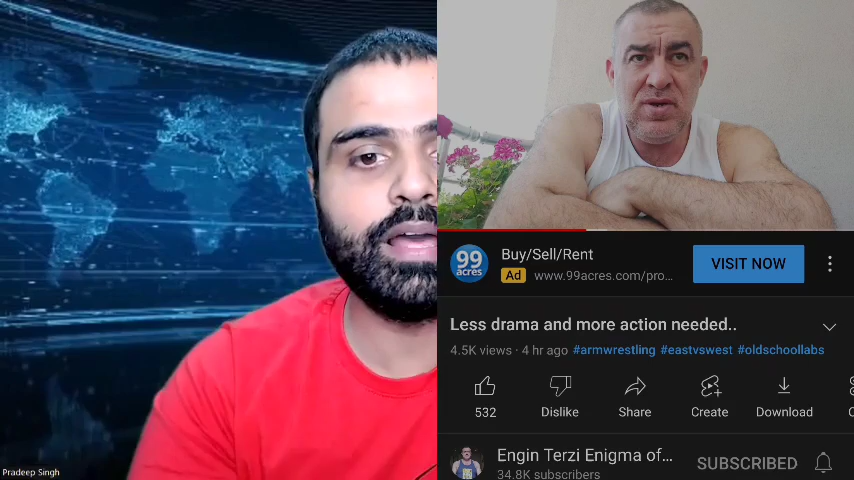 Pradeep Singh
99
acres
Buy/Sell/Rent
Ad www.99acres.com/pro...
VISIT NOW
Less drama and more action needed..
4.5K views · 4 hr ago #armwrestling #eastvswest #oldschoollabs
532
Dislike
Share
Create
Download
Engin Terzi Enigma of...
34.8K subscribers
SUBSCRIBED